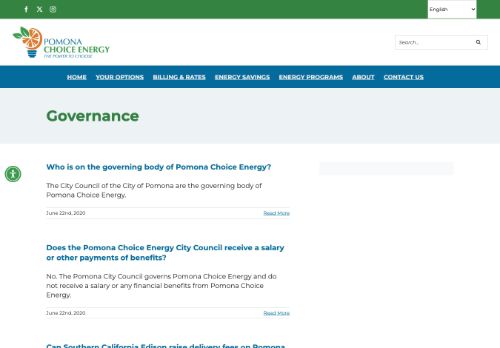 English
POMONA
CHOICE ENERGY
THE POWER TO CHOOSE
Search...
HOME YOUR OPTIONS BILLING & RATES ENERGY SAVINGS ENERGY PROGRAMS ABOUT CONTACT US
Governance
Who is on the governing body of Pomona Choice Energy?
The City Council of the City of Pomona are the governing body of
Pomona Choice Energy.
June 22nd, 2020 Read More
Does the Pomona Choice Energy City Council receive a salary
or other payments of benefits?
No. The Pomona City Council governs Pomona Choice Energy and do
not receive a salary or any financial benefits from Pomona Choice
Energy.
June 22nd, 2020 Read More
Can Southern California Edison raise delivery fees on Pomona